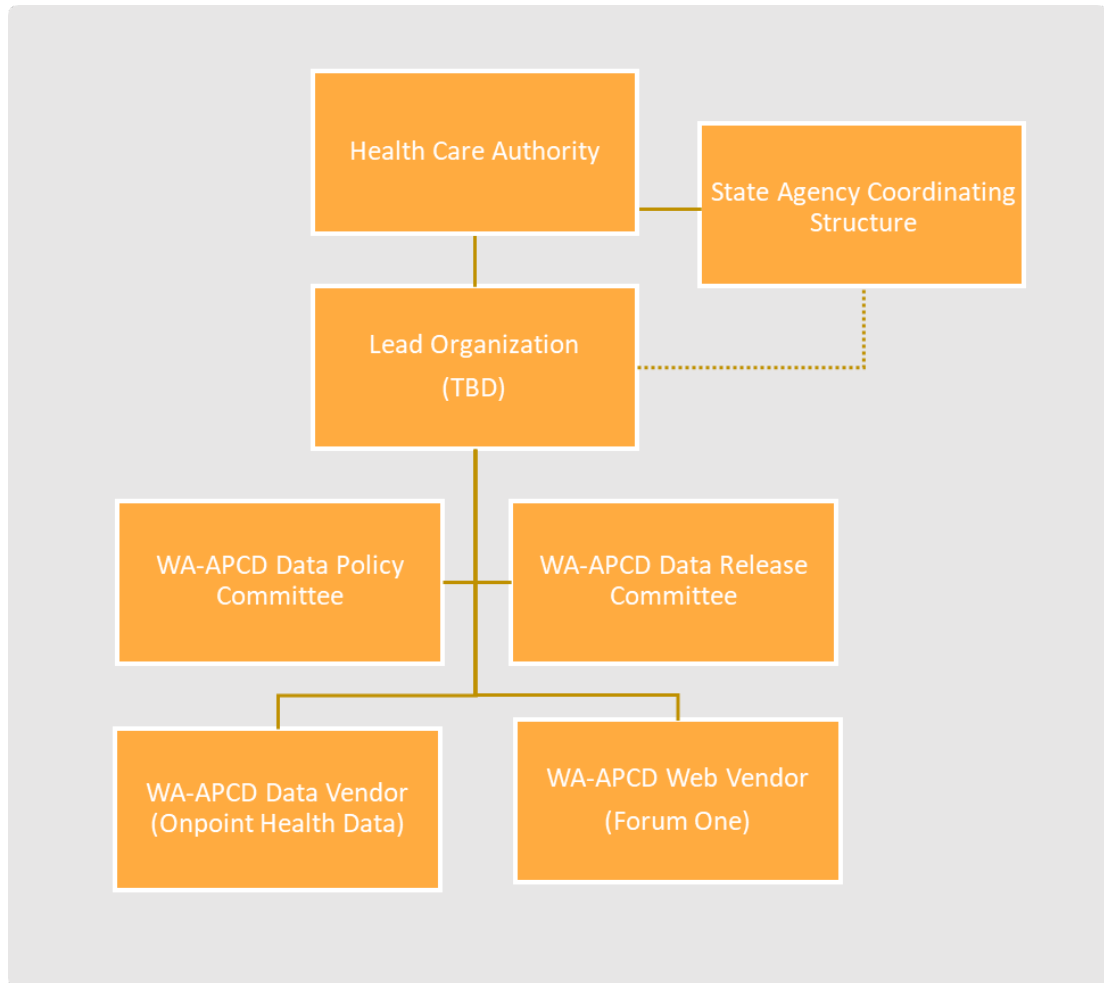 Health Care Authority
State Agency Coordinating
Structure
Lead Organization
(TBD)
WA-APCD Data Policy
Committee
WA-APCD Data Release
Committee
WA-APCD Data Vendor
(Onpoint Health Data)
WA-APCD Web Vendor
(Forum One)